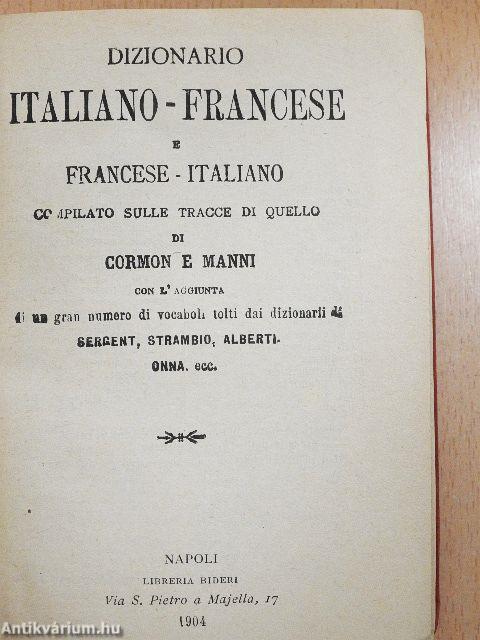 DIZIONARIO
ITALIANO-FRANCESE
E
FRANCESE-ITALIANO
COMPILATO SULLE TRACCE DI QUELLO
DI
CORMON E MANNI
CON L'AGGIUNTA
di un gran numero di vocaboli tolti dai dizionarii di
SERGENT, STRAMBIO, ALBERTI.
ONNA. ecc.
NAPOLI
LIBRERIA BIDERI
Via S. Pietro a Majella, 17
1904
Antikvárium.hu